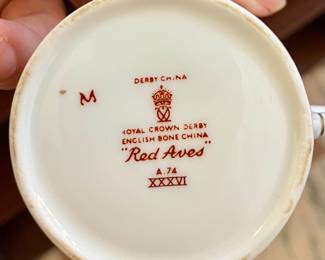 DERBY CHINA
M
ROYAL CROWN DERBY
ENGLISH BONE CHINA
"Red Aves"
A.74
XXXVI